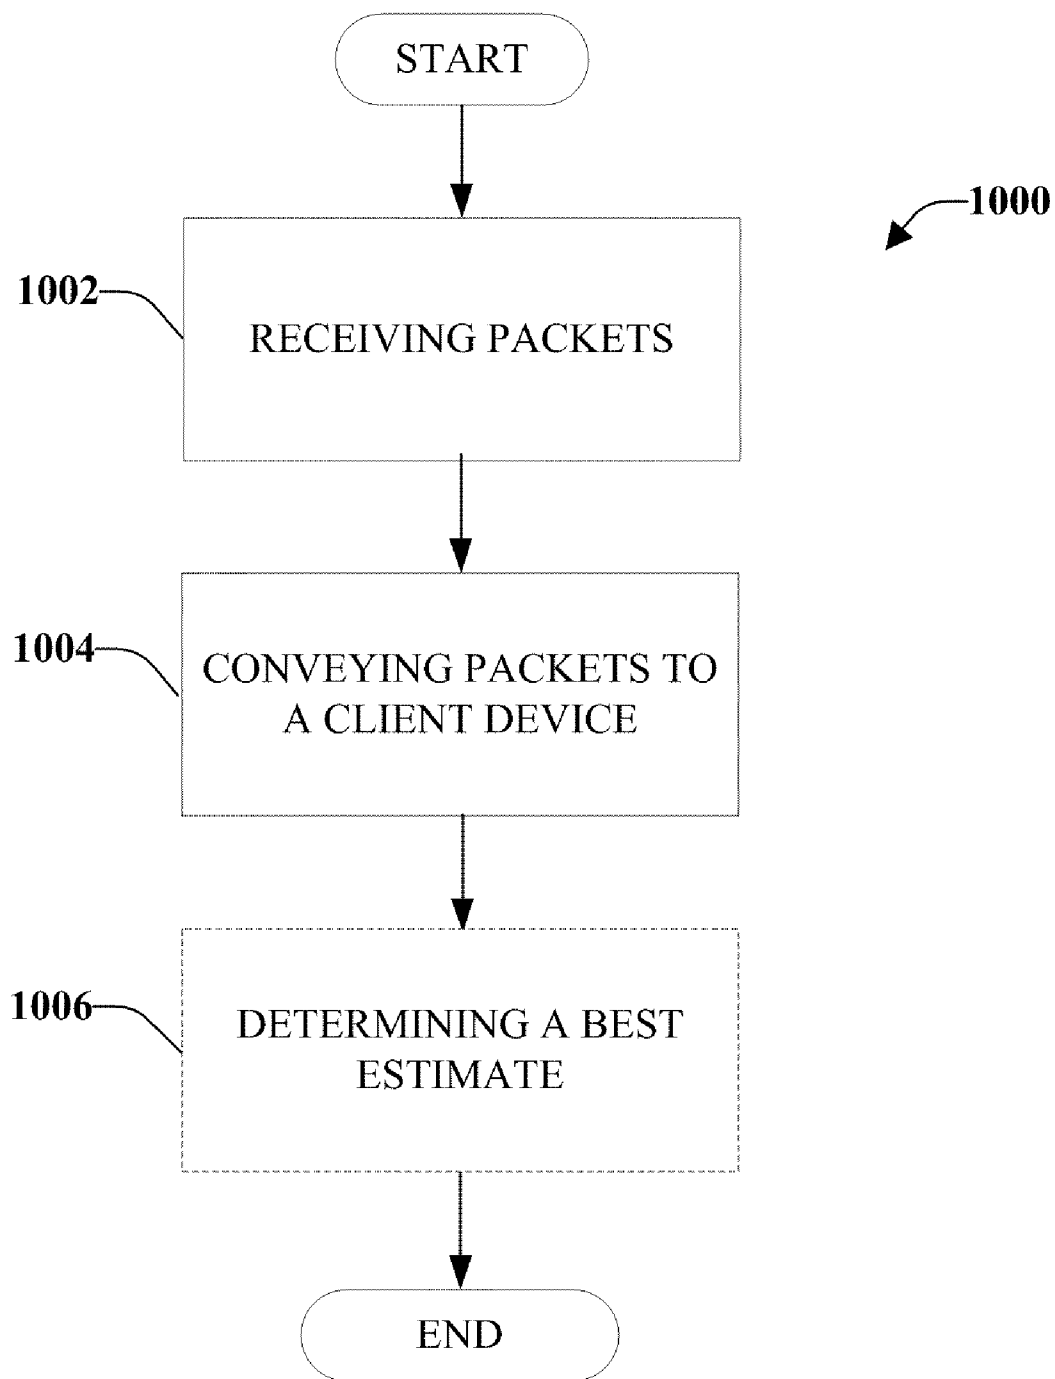 START
1000
1002
RECEIVING PACKETS
1004
CONVEYING PACKETS TO
A CLIENT DEVICE
1006
DETERMINING A BEST
ESTIMATE
END